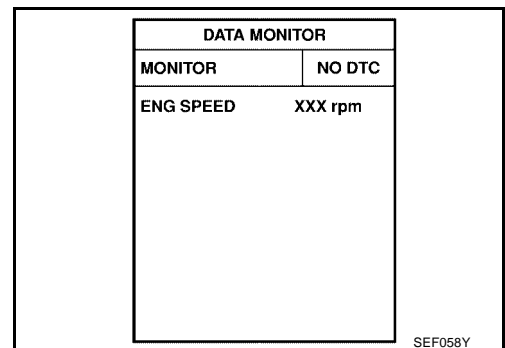 DATA MONITOR
MONITOR NO DTC
ENG SPEED XXX rpm
SEF058Y